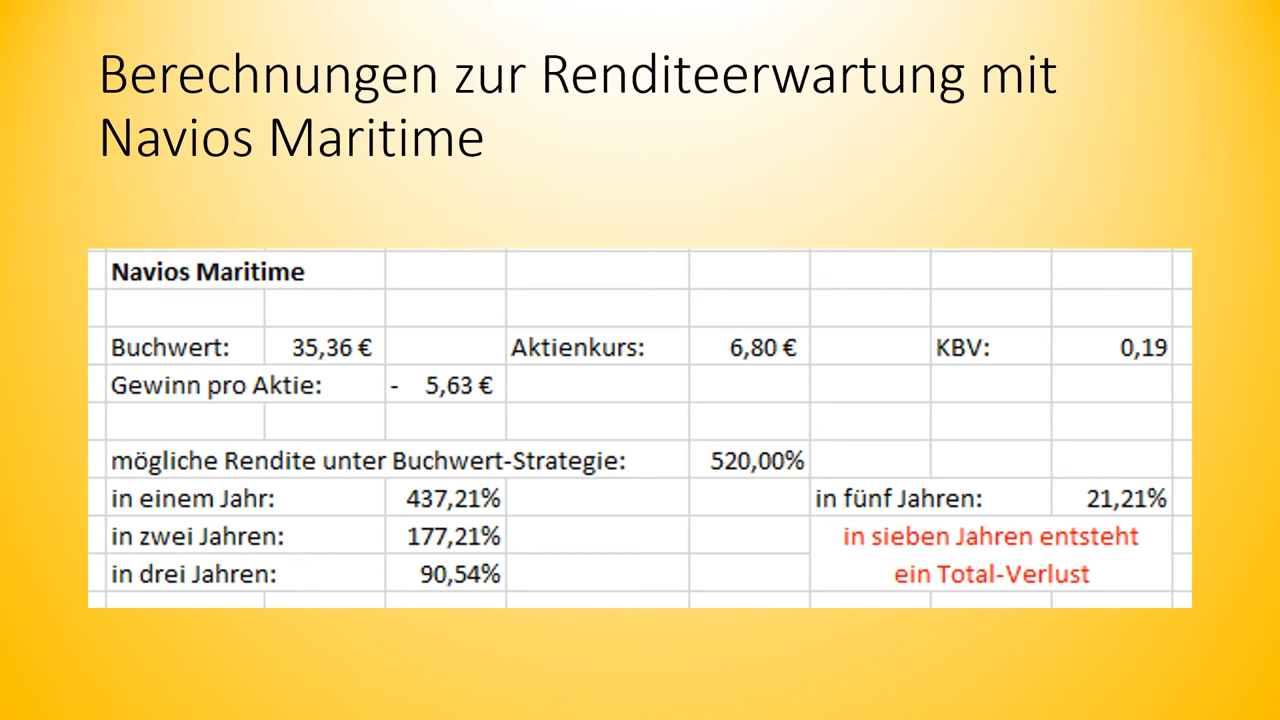 Berechnungen zur Renditeerwartung mit
Navios Maritime
Navios Maritime
Buchwert: 35,36 € Aktienkurs: 6,80 € KBV: 0,19
Gewinn pro Aktie: - 5,63 €
mögliche Rendite unter Buchwert-Strategie: 520,00%
in einem Jahr: 437,21% in fünf Jahren: 21,21%
in zwei Jahren: 177,21% in sieben Jahren entsteht
in drei Jahren: 90,54% ein Total-Verlust